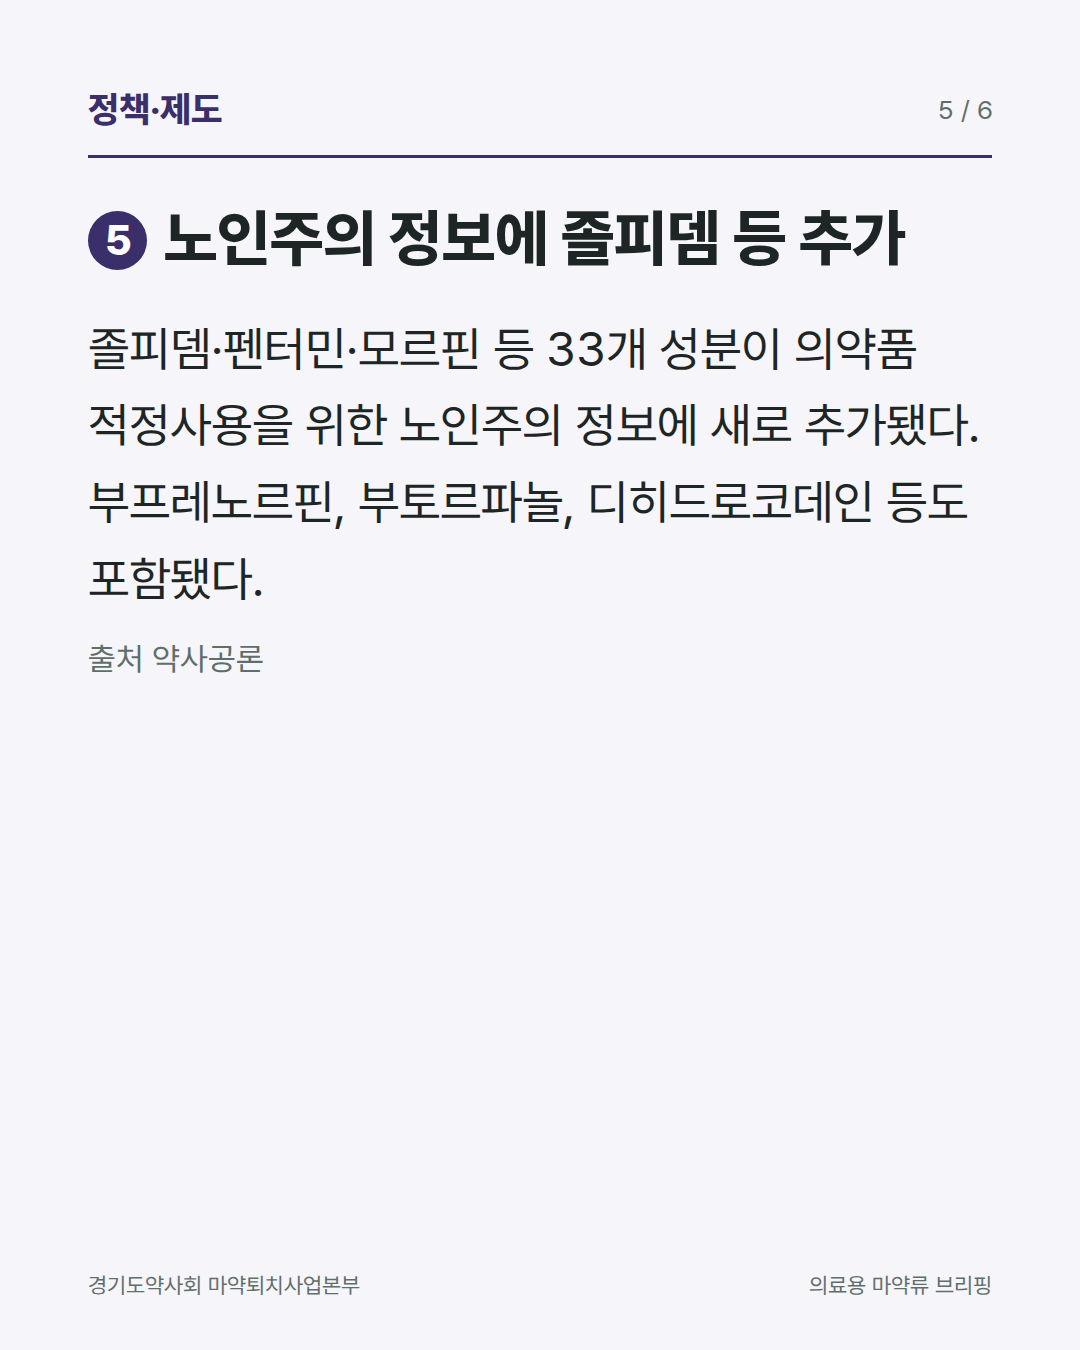 정책·제도
5 / 6
5 노인주의 정보에 졸피뎀 등 추가
졸피뎀·펜터민·모르핀 등 33개 성분이 의약품
적정사용을 위한 노인주의 정보에 새로 추가됐다.
부프레노르핀, 부토르파놀, 디히드로코데인 등도
포함됐다.
출처 약사공론
경기도약사회 마약퇴치사업본부
의료용 마약류 브리핑